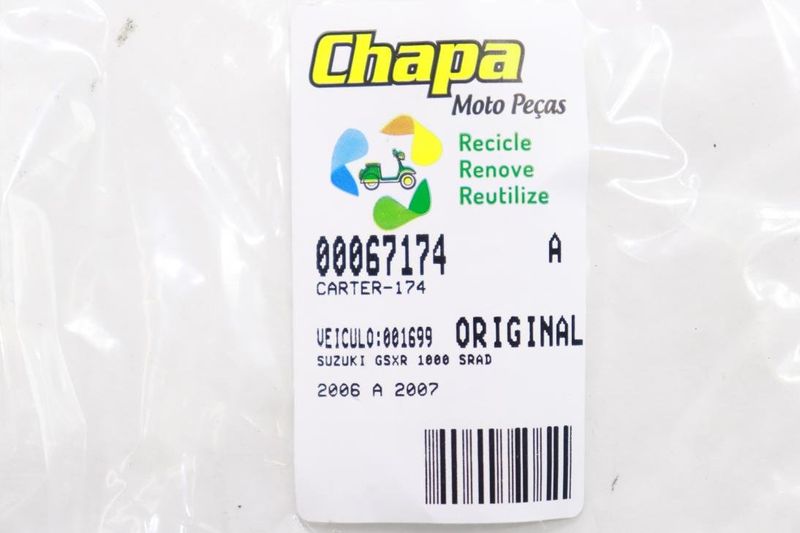 Chapa
Moto Peças
Recicle
Renove
Reutilize
00067174 A
CARTER-174
VEICULO:001699 ORIGINAL
SUZUKI GSXR 1000 SRAD
2006 A 2007